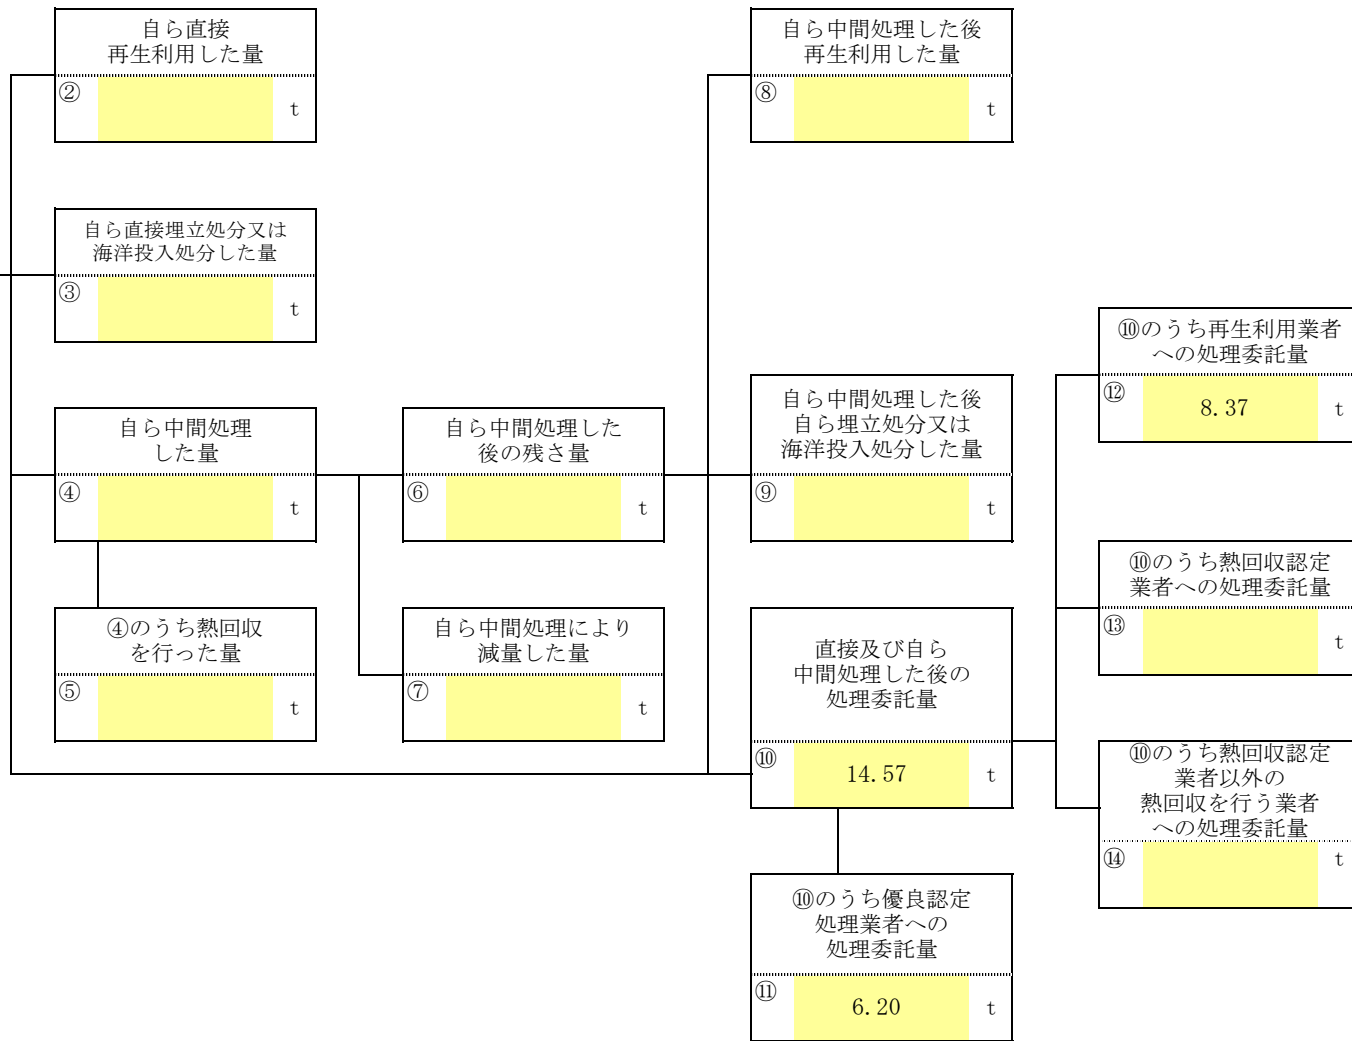 自ら直接
再生利用した量
②
t
自ら中間処理した後
再生利用した量
⑧
t
自ら直接埋立処分又は
海洋投入処分した量
③
t
⑩のうち再生利用業者
への処理委託量
⑫
8.37
t
自ら中間処理
した量
④
t
自ら中間処理した
後の残さ量
⑥
t
自ら中間処理した後
自ら埋立処分又は
海洋投入処分した量
⑨
t
⑩のうち熱回収認定
業者への処理委託量
⑬
t
④のうち熱回収
を行った量
⑤
t
自ら中間処理により
減量した量
⑦
t
直接及び自ら
中間処理した後の
処理委託量
⑩
14.57
t
⑩のうち熱回収認定
業者以外の
熱回収を行う業者
への処理委託量
⑭
t
⑩のうち優良認定
処理業者への
処理委託量
⑪
6.20
t